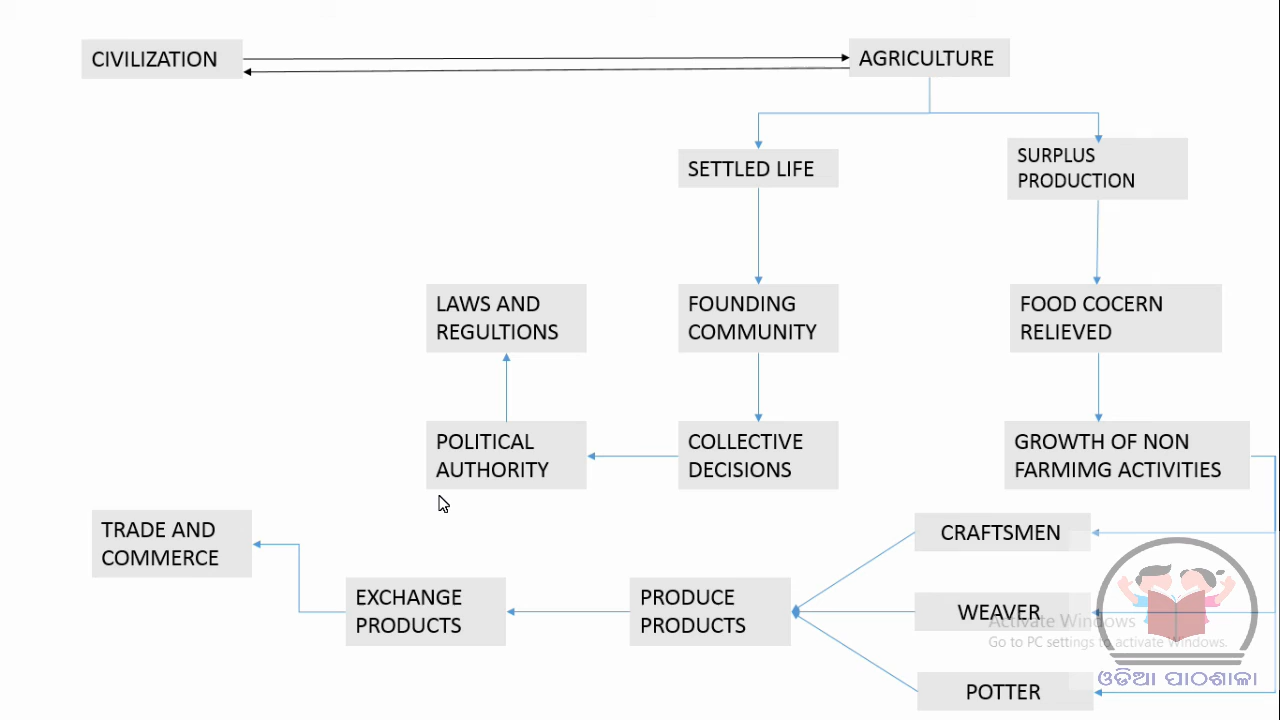 CIVILIZATION
AGRICULTURE
SETTLED LIFE
SURPLUS
PRODUCTION
LAWS AND
REGULTIONS
FOUNDING
COMMUNITY
FOOD COCERN
RELIEVED
POLITICAL
AUTHORITY
COLLECTIVE
DECISIONS
GROWTH OF NON
FARMIMG ACTIVITIES
TRADE AND
COMMERCE
CRAFTSMEN
EXCHANGE
PRODUCTS
PRODUCE
PRODUCTS
WEAVER
Activate Windows
Go to PC settings to activate Windows.
POTTER
ଓଡିଆ ପାଠଶାଳା